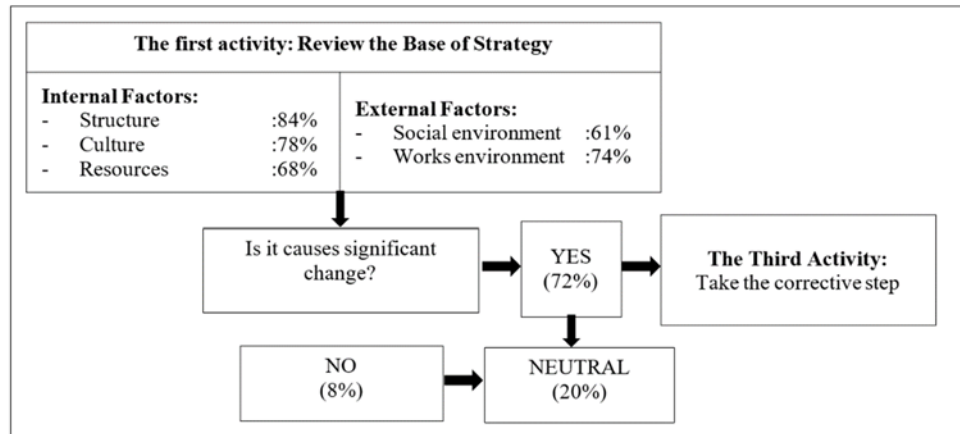 The first activity: Review the Base of Strategy
Internal Factors:
- Structure :84%
- Culture :78%
- Resources :68%
External Factors:
- Social environment :61%
- Works environment :74%
Is it causes significant
change?
YES
(72%)
The Third Activity:
Take the corrective step
NO
(8%)
NEUTRAL
(20%)